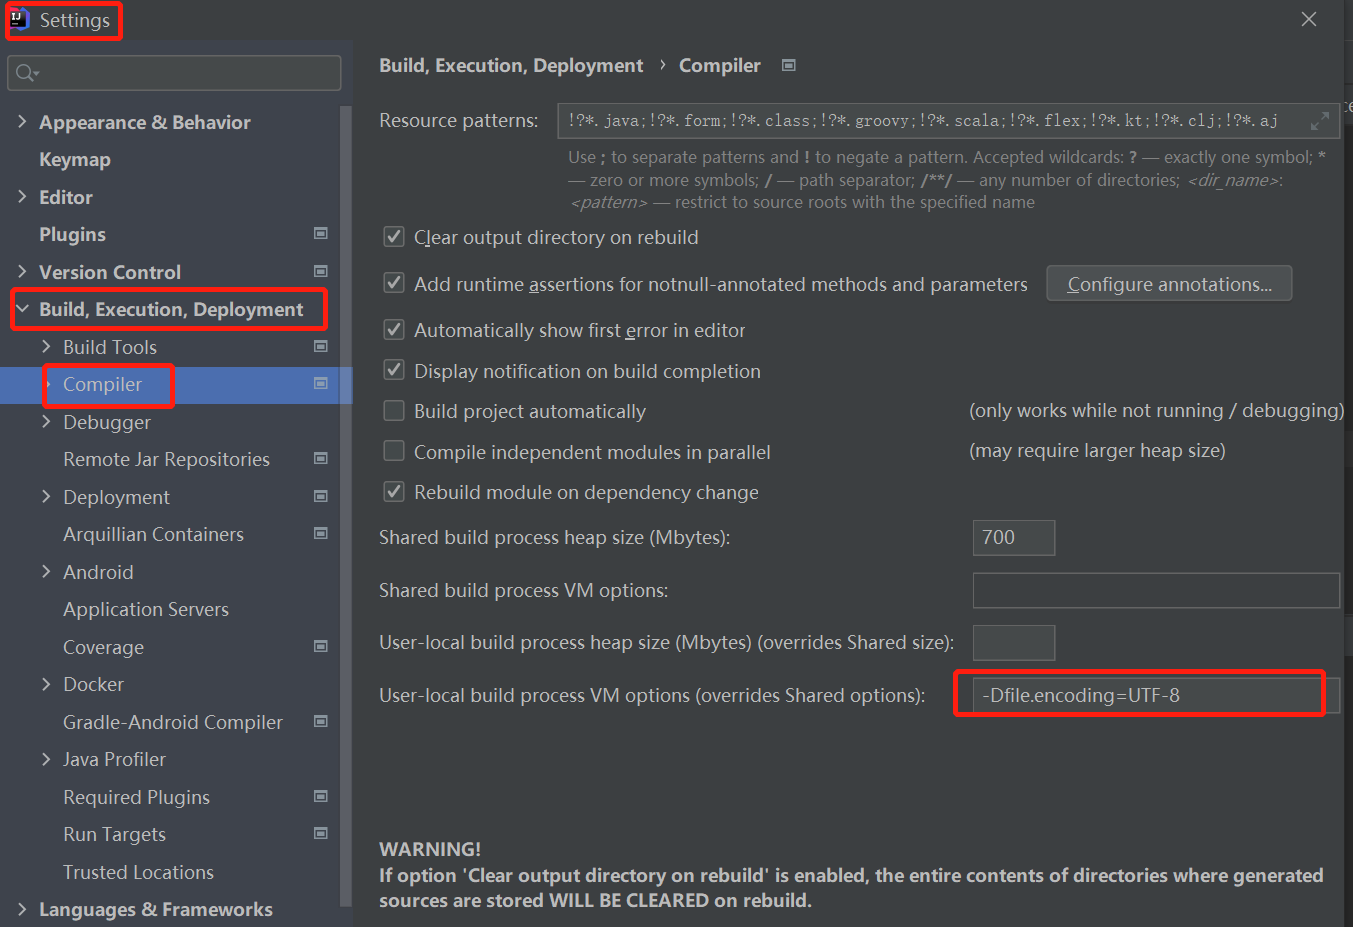 Settings
Appearance & Behavior
Keymap
Editor
Plugins
Version Control
Build, Execution, Deployment
Build Tools
Compiler
Debugger
Remote Jar Repositories
Deployment
Arquillian Containers
Android
Application Servers
Coverage
Docker
Gradle-Android Compiler
Java Profiler
Required Plugins
Run Targets
Trusted Locations
Languages & Frameworks
Build, Execution, Deployment › Compiler
Resource patterns: !?*.java;!?*.form;!?*.class;!?*.groovy;!?*.scala;!?*.flex;!?*.kt;!?*.clj;!?*.aj
Use ; to separate patterns and ! to negate a pattern. Accepted wildcards: ? — exactly one symbol; *
— zero or more symbols; / — path separator; /**/ — any number of directories; <dir_name>:
<pattern> — restrict to source roots with the specified name
Clear output directory on rebuild
Add runtime assertions for notnull-annotated methods and parameters Configure annotations...
Automatically show first error in editor
Display notification on build completion
Build project automatically (only works while not running / debugging)
Compile independent modules in parallel (may require larger heap size)
Rebuild module on dependency change
Shared build process heap size (Mbytes): 700
Shared build process VM options:
User-local build process heap size (Mbytes) (overrides Shared size):
User-local build process VM options (overrides Shared options): -Dfile.encoding=UTF-8
WARNING!
If option 'Clear output directory on rebuild' is enabled, the entire contents of directories where generated
sources are stored WILL BE CLEARED on rebuild.